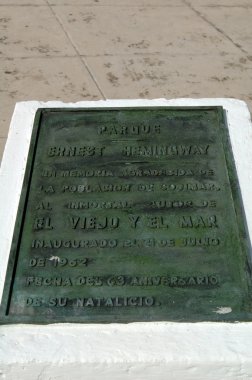 PARQUE
ERNEST HEMINGWAY
EN MEMORIA AGRADECIDA DE
LA POBLACION DE COJIMAR,
AL INMORTAL AUTOR DE
EL VIEJO Y EL MAR
INAUGURADO EL 21 DE JULIO
DE 1962
FECHA DEL 63 ANIVERSARIO
DE SU NATALICIO.